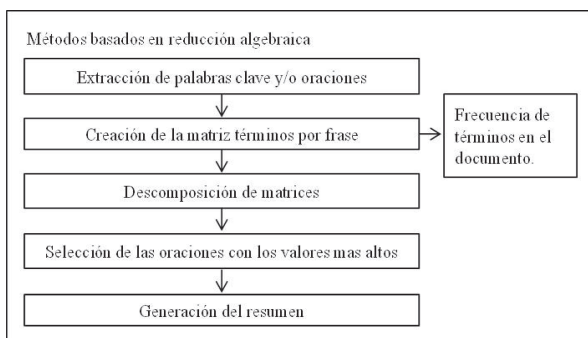 Métodos basados en reducción algebraica
Extracción de palabras clave y/o oraciones
Creación de la matriz términos por frase
Frecuencia de
términos en el
documento.
Descomposición de matrices
Selección de las oraciones con los valores mas altos
Generación del resumen